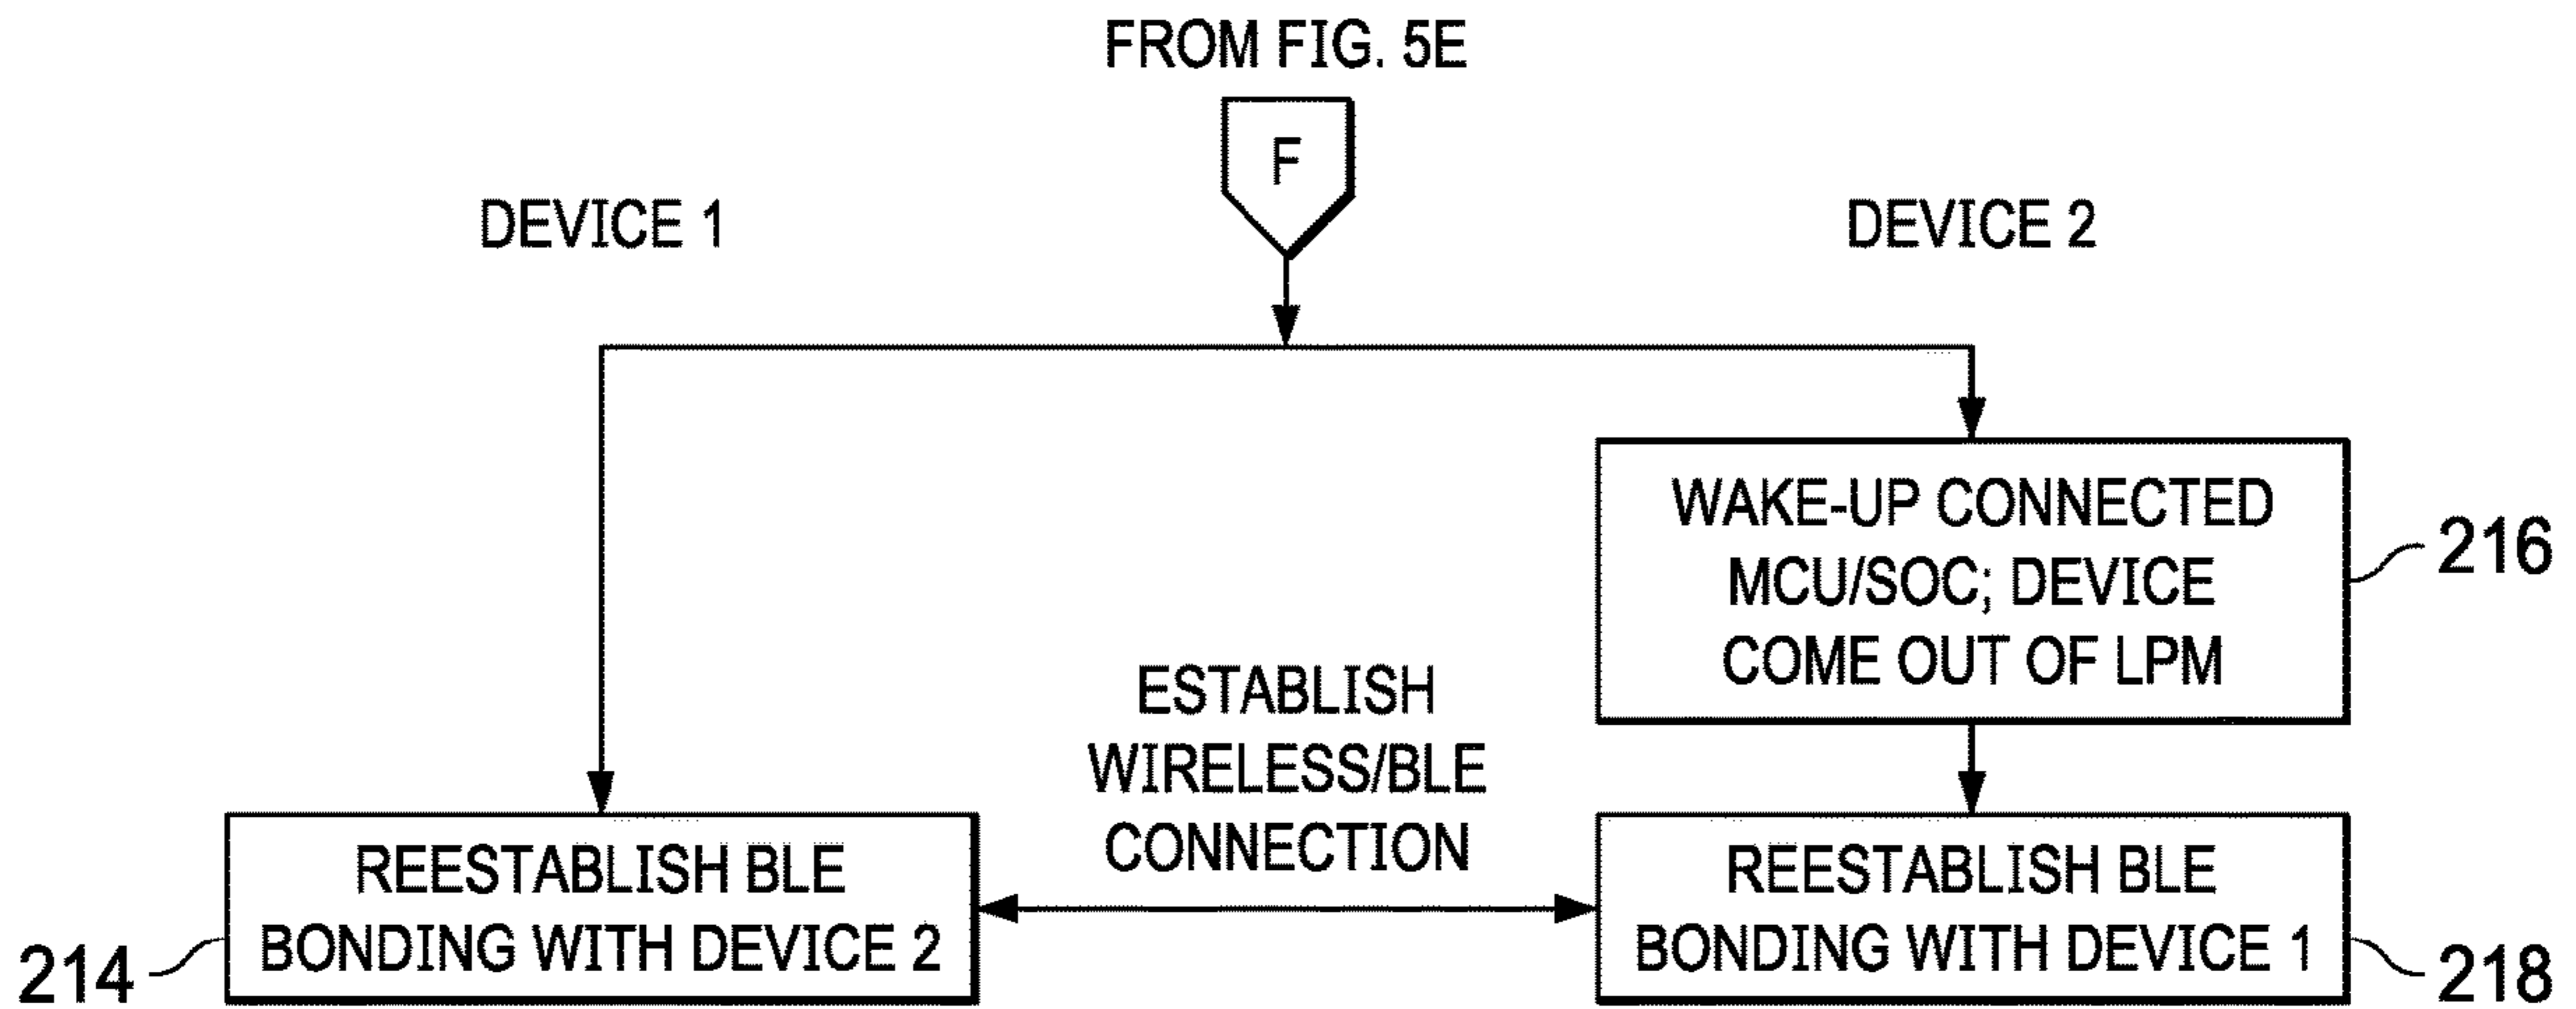 FROM FIG. 5E
F
DEVICE 1
DEVICE 2
WAKE-UP CONNECTED
MCU/SOC; DEVICE
COME OUT OF LPM
216
ESTABLISH
WIRELESS/BLE
CONNECTION
REESTABLISH BLE
BONDING WITH DEVICE 2
214
REESTABLISH BLE
BONDING WITH DEVICE 1
218